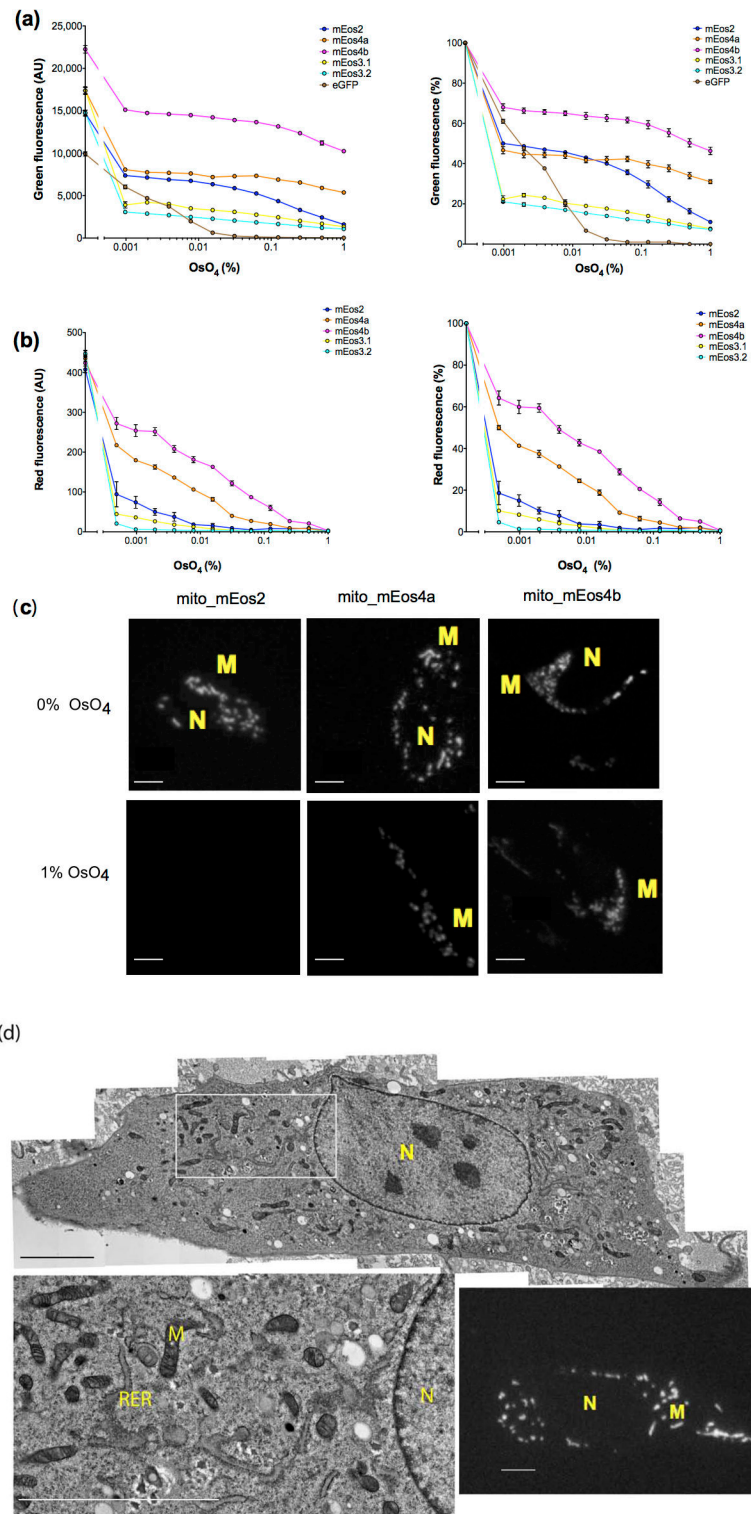 (a)
mEos2
mEos4a
mEos4b
mEos3.1
mEos3.2
eGFP
Green fluorescence (AU)
25,000
20,000
15,000
10,000
5,000
0
0.001
0.01
0.1
1
OsO4 (%)
mEos2
mEos4a
mEos4b
mEos3.1
mEos3.2
eGFP
Green fluorescence (%)
100
80
60
40
20
0
0.001
0.01
0.1
1
OsO4 (%)
(b)
mEos2
mEos4a
mEos4b
mEos3.1
mEos3.2
Red fluorescence (AU)
500
400
300
200
100
0
0.001
0.01
0.1
1
OsO4 (%)
mEos2
mEos4a
mEos4b
mEos3.1
mEos3.2
Red fluorescence (%)
100
80
60
40
20
0
0.001
0.01
0.1
1
OsO4 (%)
(c)
mito_mEos2
mito_mEos4a
mito_mEos4b
0% OsO4
M
N
M
N
M
N
1% OsO4
M
M
(d)
N
M
RER
N
N
M